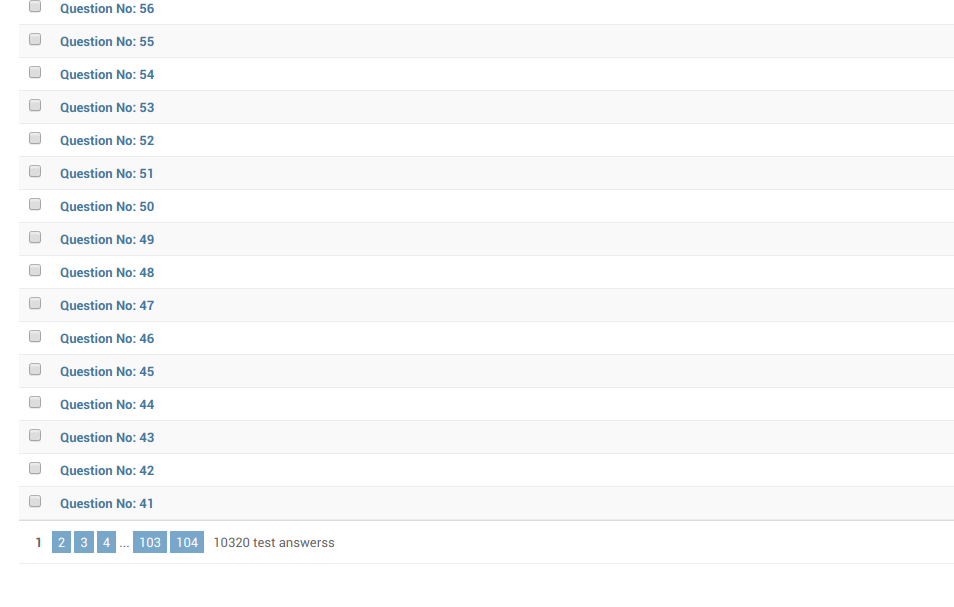 Question No: 56
Question No: 55
Question No: 54
Question No: 53
Question No: 52
Question No: 51
Question No: 50
Question No: 49
Question No: 48
Question No: 47
Question No: 46
Question No: 45
Question No: 44
Question No: 43
Question No: 42
Question No: 41
1 2 3 4 ... 103 104 10320 test answerss